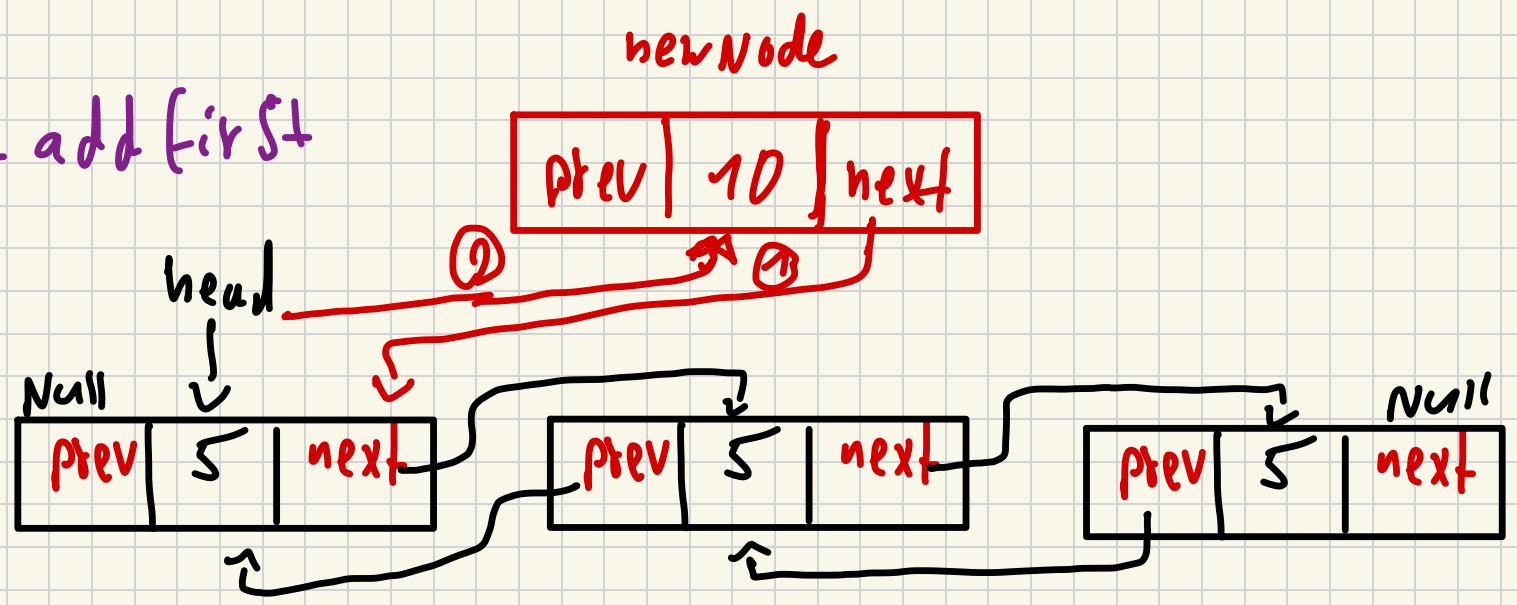 newNode
- add first
prev 10 next
2 1
head
Null Null
prev 5 next prev 5 next prev 5 next